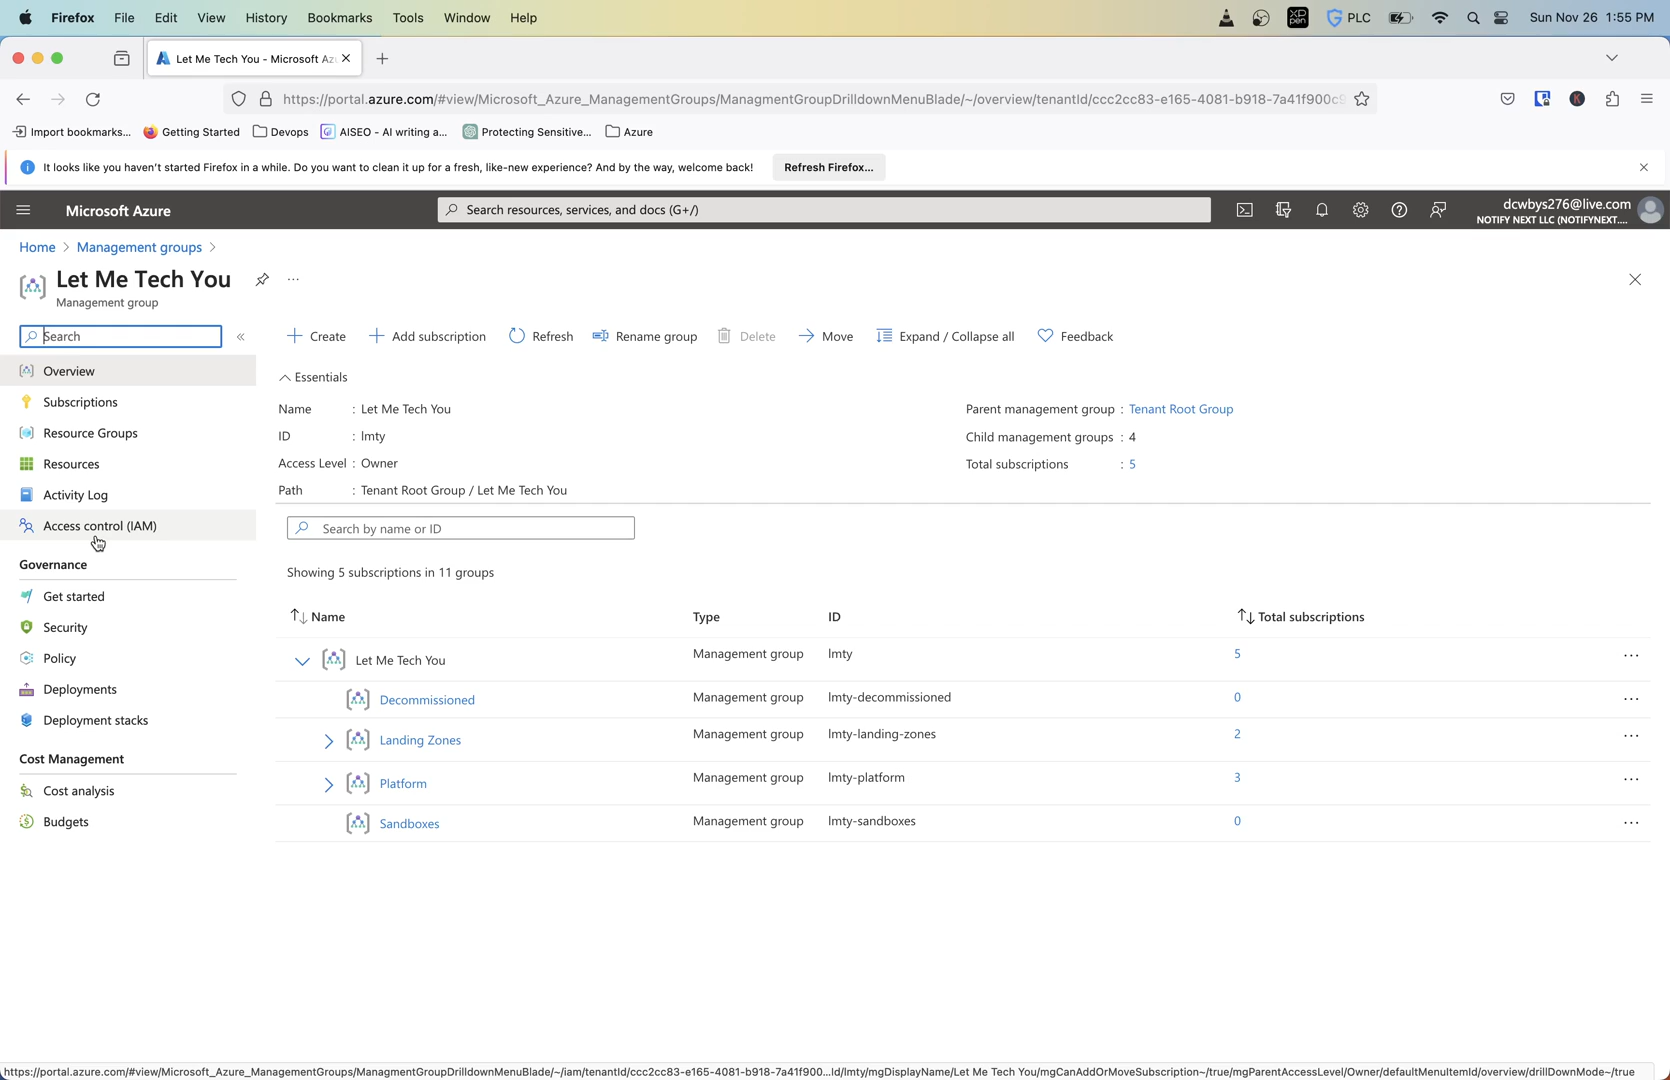 Firefox File Edit View History Bookmarks Tools Window Help
PLC Sun Nov 26 1:55 PM
Let Me Tech You - Microsoft Az
https://portal.azure.com/#view/Microsoft_Azure_ManagementGroups/ManagmentGroupDrilldownMenuBlade/~/overview/tenantId/ccc2cc83-e165-4081-b918-7a41f900c9
Import bookmarks... Getting Started Devops AISEO - AI writing a... Protecting Sensitive... Azure
It looks like you haven't started Firefox in a while. Do you want to clean it up for a fresh, like-new experience? And by the way, welcome back! Refresh Firefox...
Microsoft Azure
Search resources, services, and docs (G+/)
dcwbys276@live.com
NOTIFY NEXT LLC (NOTIFYNEXT....
Home > Management groups >
Let Me Tech You
Management group
Search
Overview
Subscriptions
Resource Groups
Resources
Activity Log
Access control (IAM)
Governance
Get started
Security
Policy
Deployments
Deployment stacks
Cost Management
Cost analysis
Budgets
Create Add subscription Refresh Rename group Delete Move Expand / Collapse all Feedback
Essentials
Name : Let Me Tech You
ID : lmty
Access Level : Owner
Path : Tenant Root Group / Let Me Tech You
Parent management group : Tenant Root Group
Child management groups : 4
Total subscriptions : 5
Search by name or ID
Showing 5 subscriptions in 11 groups
Name Type ID Total subscriptions
Let Me Tech You Management group lmty 5
Decommissioned Management group lmty-decommissioned 0
Landing Zones Management group lmty-landing-zones 2
Platform Management group lmty-platform 3
Sandboxes Management group lmty-sandboxes 0
https://portal.azure.com/#view/Microsoft_Azure_ManagementGroups/ManagmentGroupDrilldownMenuBlade/~/iam/tenantId/ccc2cc83-e165-4081-b918-7a41f900...Id/lmty/mgDisplayName/Let Me Tech You/mgCanAddOrMoveSubscription~/true/mgParentAccessLevel/Owner/defaultMenuItemId/overview/drillDownMode~/true